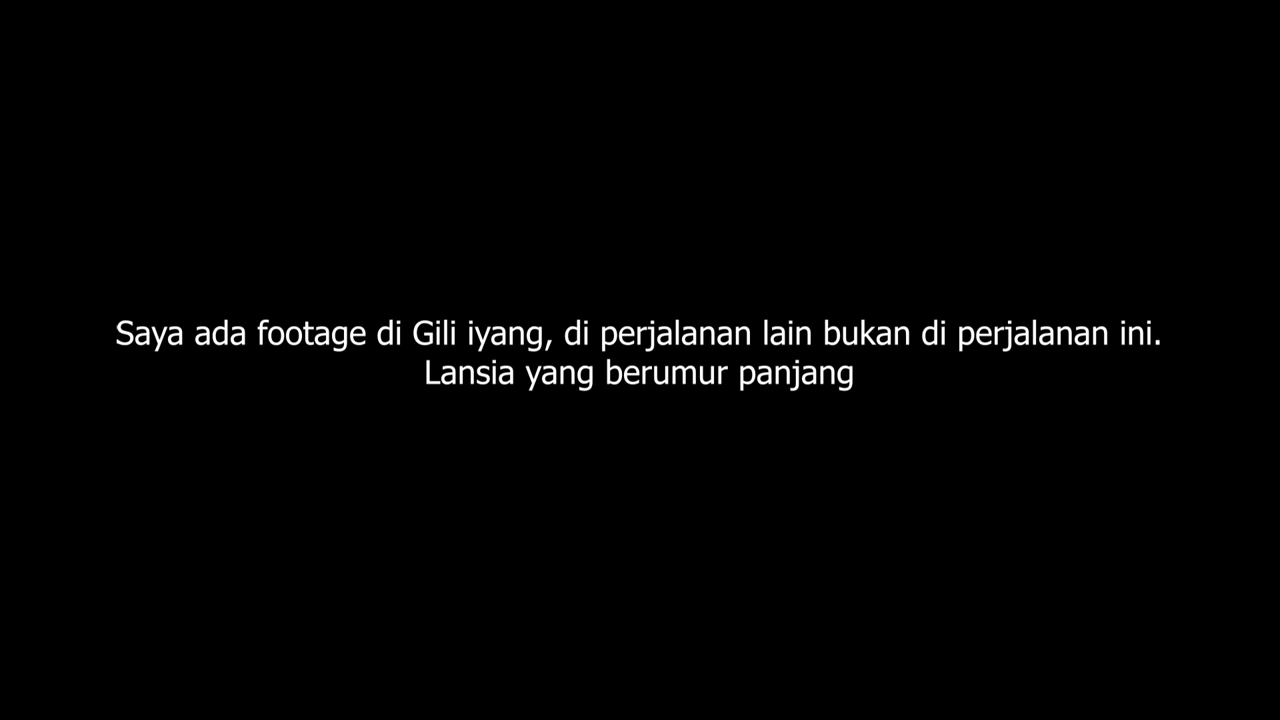 Saya ada footage di Gili iyang, di perjalanan lain bukan di perjalanan ini.
Lansia yang berumur panjang